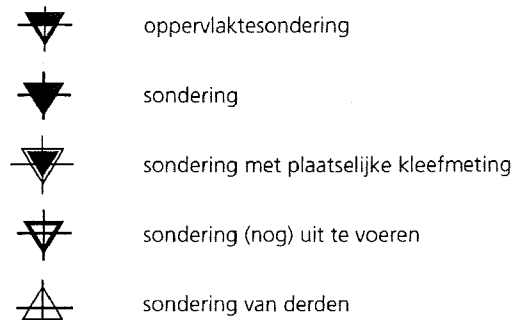 oppervlaktesondering
sondering
sondering met plaatselijke kleefmeting
sondering (nog) uit te voeren
sondering van derden